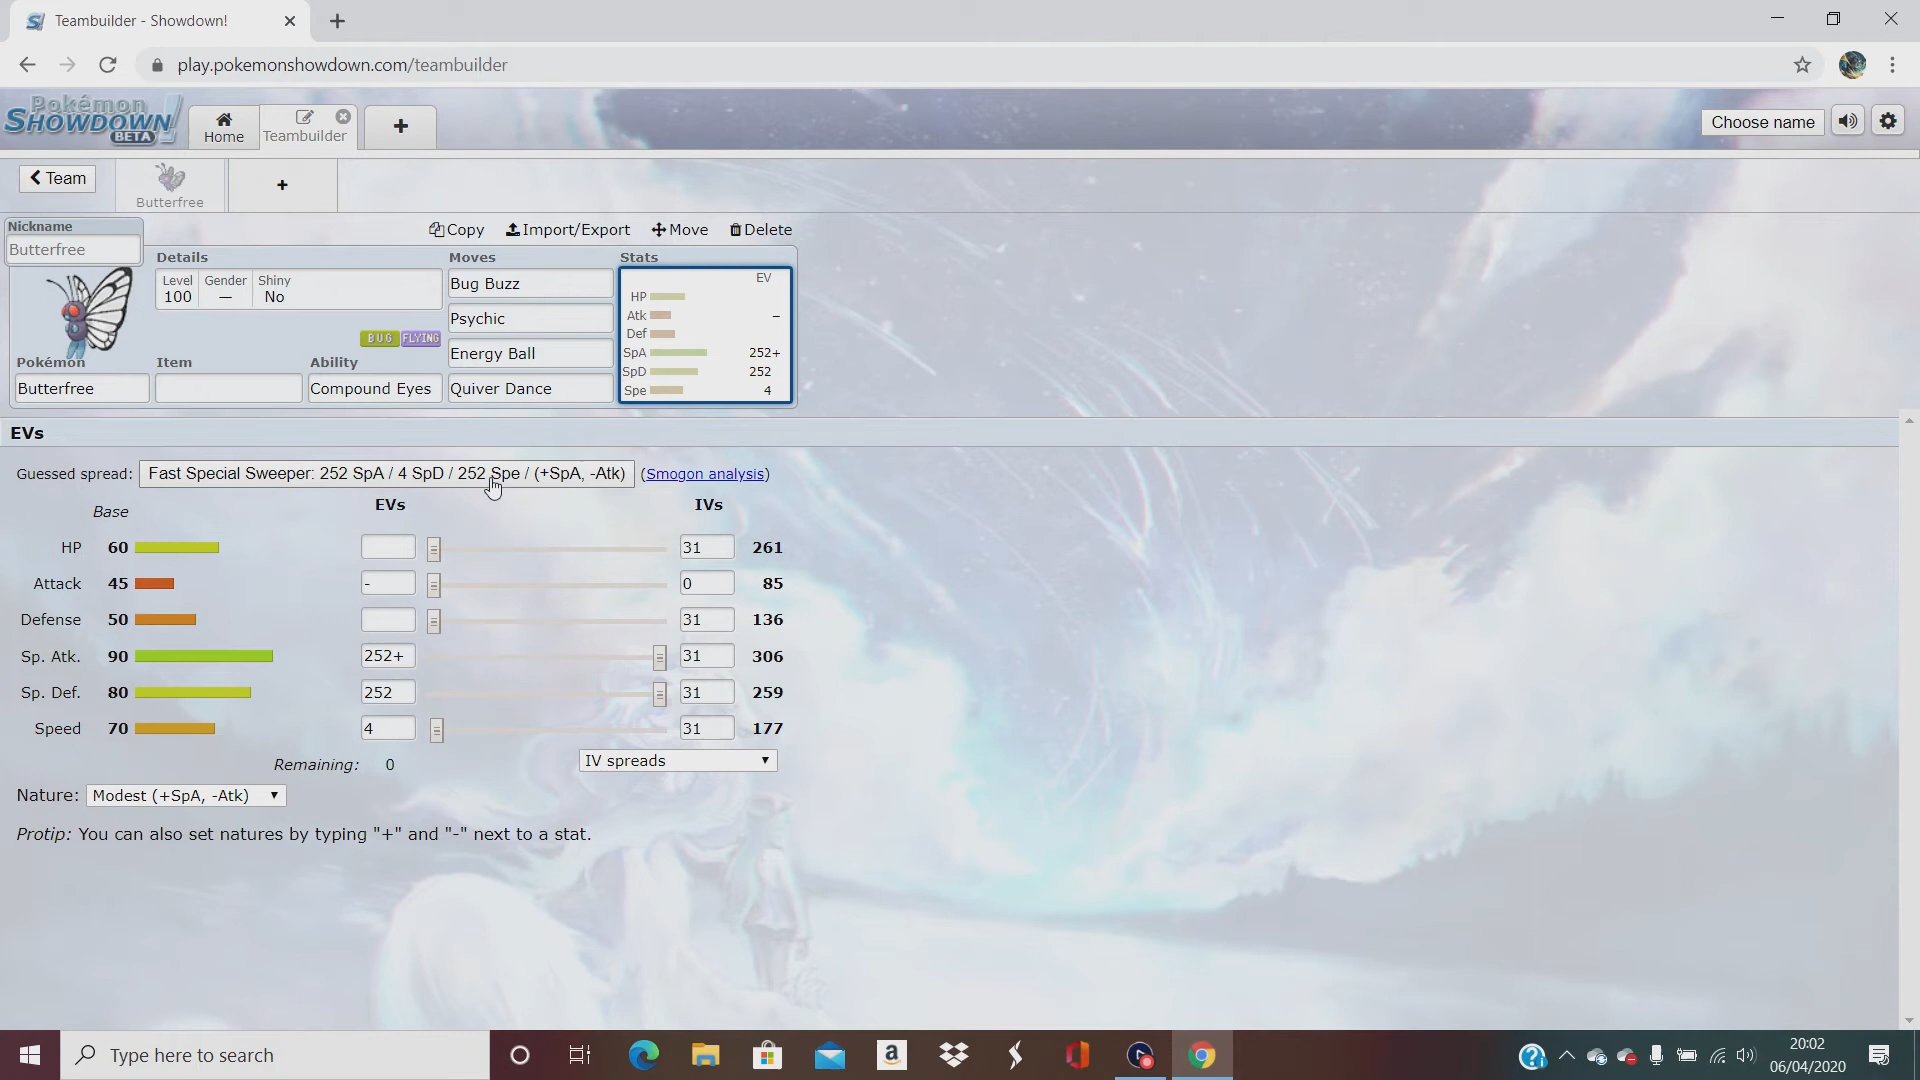 Teambuilder - Showdown!
play.pokemonshowdown.com/teambuilder
Pokémon
SHOWDOWN!
BETA
Home
Teambuilder
Choose name
Team
Butterfree
Copy
Import/Export
Move
Delete
Nickname
Butterfree
Details
Level
Gender
Shiny
100
—
No
BUG
FLYING
Pokémon
Item
Ability
Butterfree
Compound Eyes
Moves
Bug Buzz
Psychic
Energy Ball
Quiver Dance
Stats
EV
HP
Atk –
Def
SpA 252+
SpD 252
Spe 4
EVs
Guessed spread: Fast Special Sweeper: 252 SpA / 4 SpD / 252 Spe / (+SpA, -Atk) (Smogon analysis)
Base EVs IVs
HP 60 31 261
Attack 45 - 0 85
Defense 50 31 136
Sp. Atk. 90 252+ 31 306
Sp. Def. 80 252 31 259
Speed 70 4 31 177
Remaining: 0 IV spreads
Nature: Modest (+SpA, -Atk)
Protip: You can also set natures by typing "+" and "-" next to a stat.
Type here to search
20:02
06/04/2020